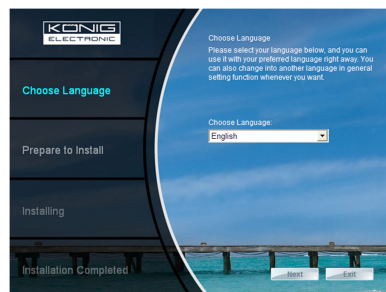 KÖNIG
ELECTRONIC
Choose Language
Prepare to Install
Installing
Installation Completed
Choose Language
Please select your language below, and you can
use it with your preferred language right away. You
can also change into another language in general
setting function whenever you want.
Choose Language:
English
Next
Exit